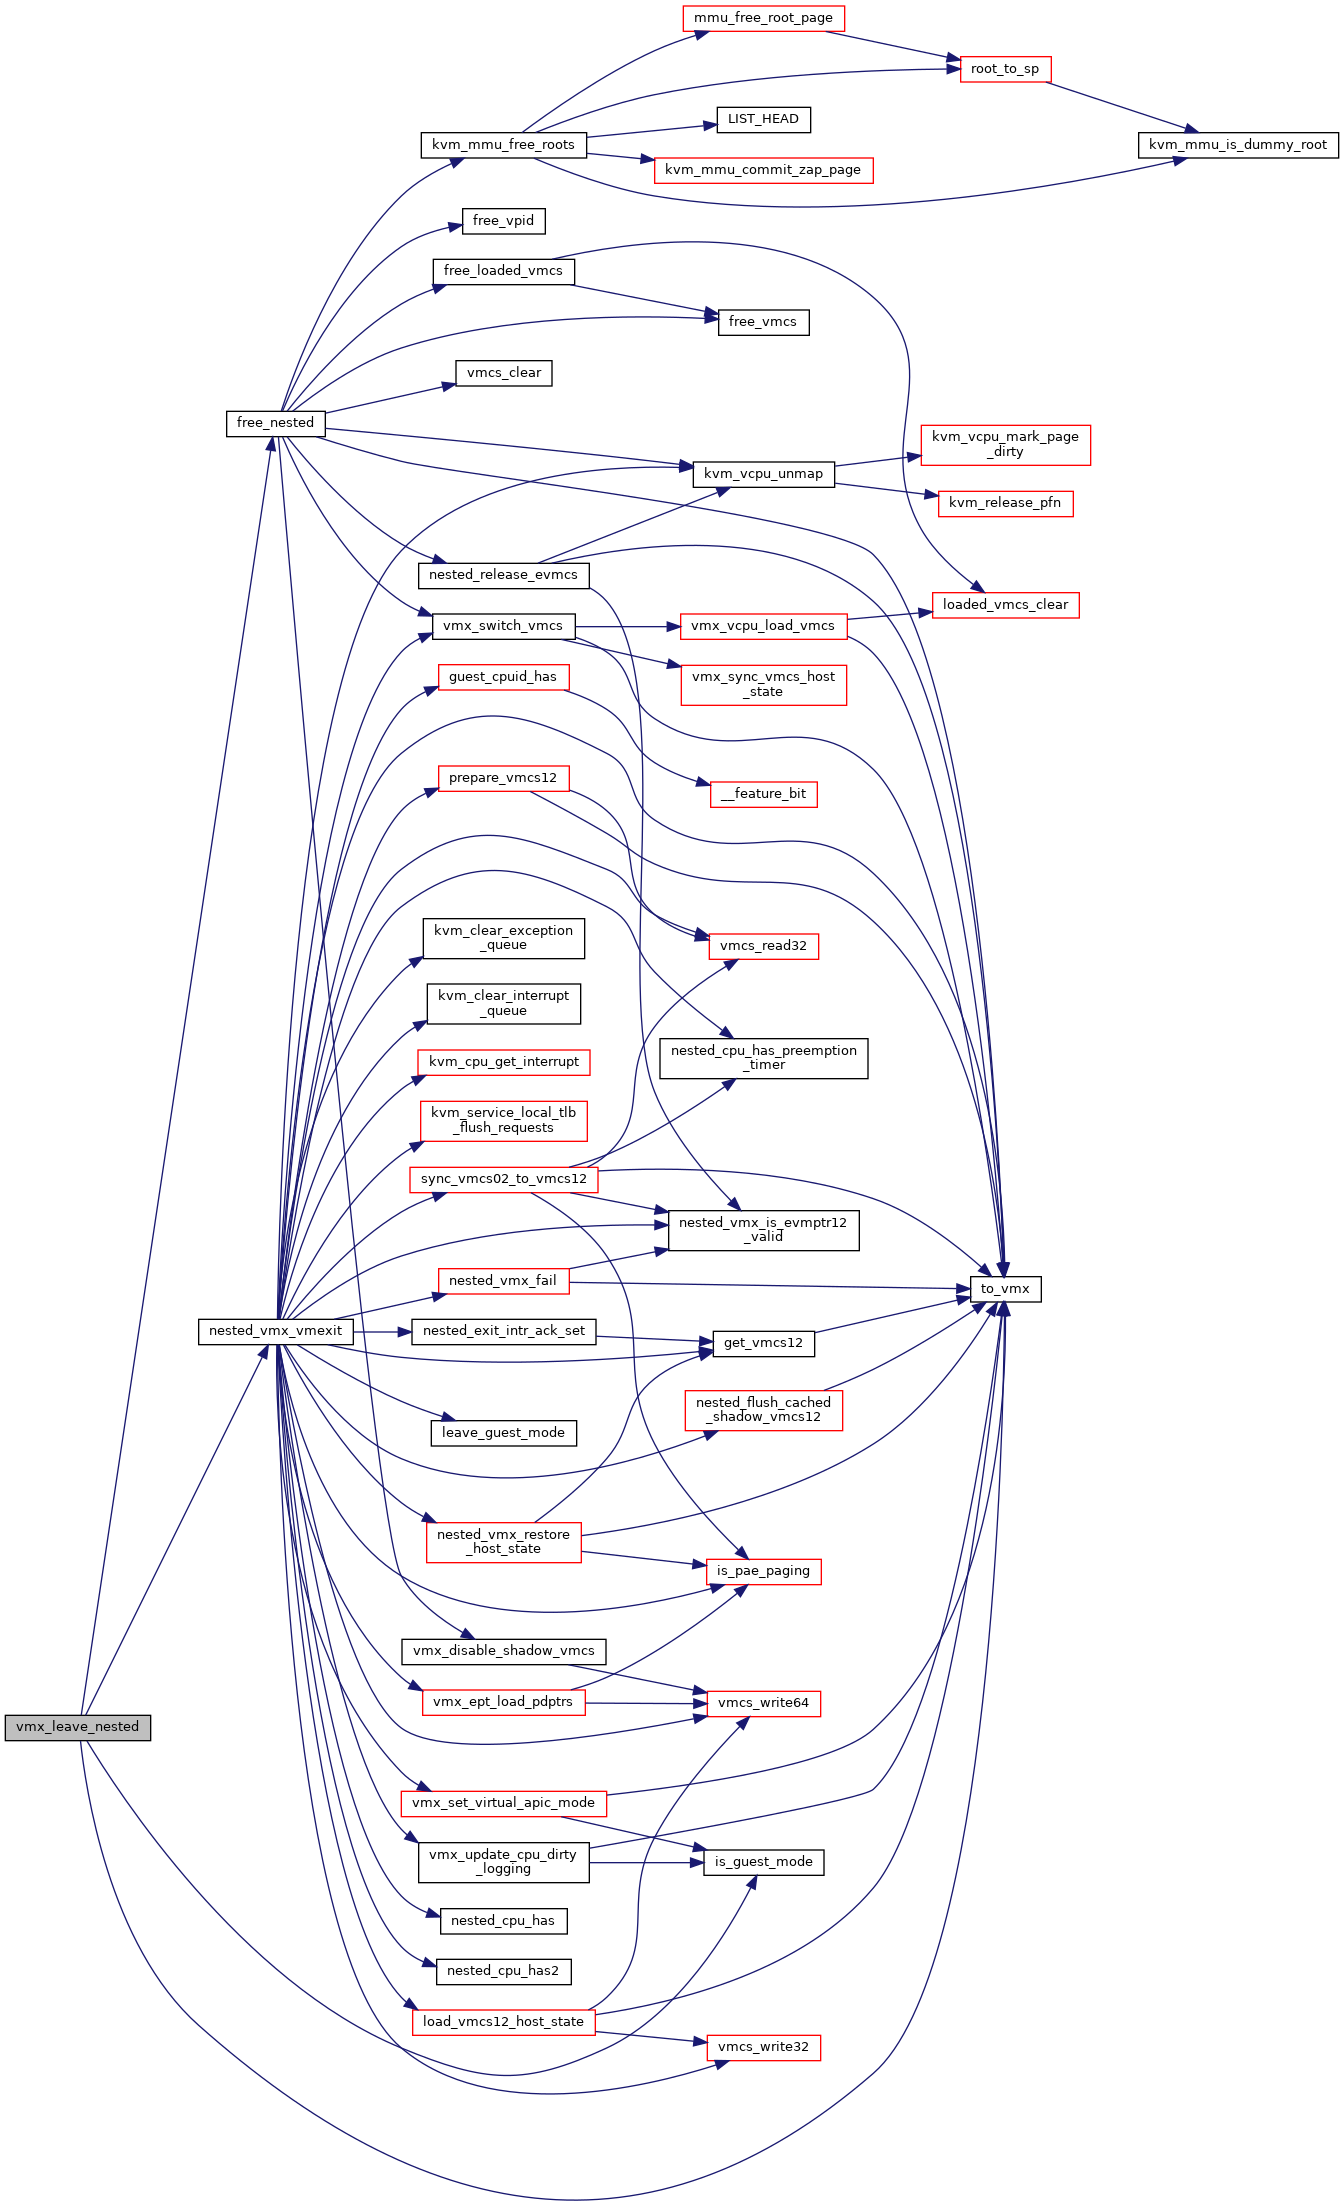 mmu_free_root_page
root_to_sp
LIST_HEAD
kvm_mmu_free_roots
kvm_mmu_is_dummy_root
kvm_mmu_commit_zap_page
free_vpid
free_loaded_vmcs
free_vmcs
vmcs_clear
free_nested
kvm_vcpu_mark_page
_dirty
kvm_vcpu_unmap
kvm_release_pfn
nested_release_evmcs
loaded_vmcs_clear
vmx_switch_vmcs
vmx_vcpu_load_vmcs
guest_cpuid_has
vmx_sync_vmcs_host
_state
prepare_vmcs12
__feature_bit
kvm_clear_exception
_queue
vmcs_read32
kvm_clear_interrupt
_queue
nested_cpu_has_preemption
_timer
kvm_cpu_get_interrupt
kvm_service_local_tlb
_flush_requests
sync_vmcs02_to_vmcs12
nested_vmx_is_evmptr12
_valid
nested_vmx_fail
to_vmx
nested_vmx_vmexit
nested_exit_intr_ack_set
get_vmcs12
nested_flush_cached
_shadow_vmcs12
leave_guest_mode
nested_vmx_restore
_host_state
is_pae_paging
vmx_disable_shadow_vmcs
vmx_ept_load_pdptrs
vmcs_write64
vmx_leave_nested
vmx_set_virtual_apic_mode
vmx_update_cpu_dirty
_logging
is_guest_mode
nested_cpu_has
nested_cpu_has2
load_vmcs12_host_state
vmcs_write32